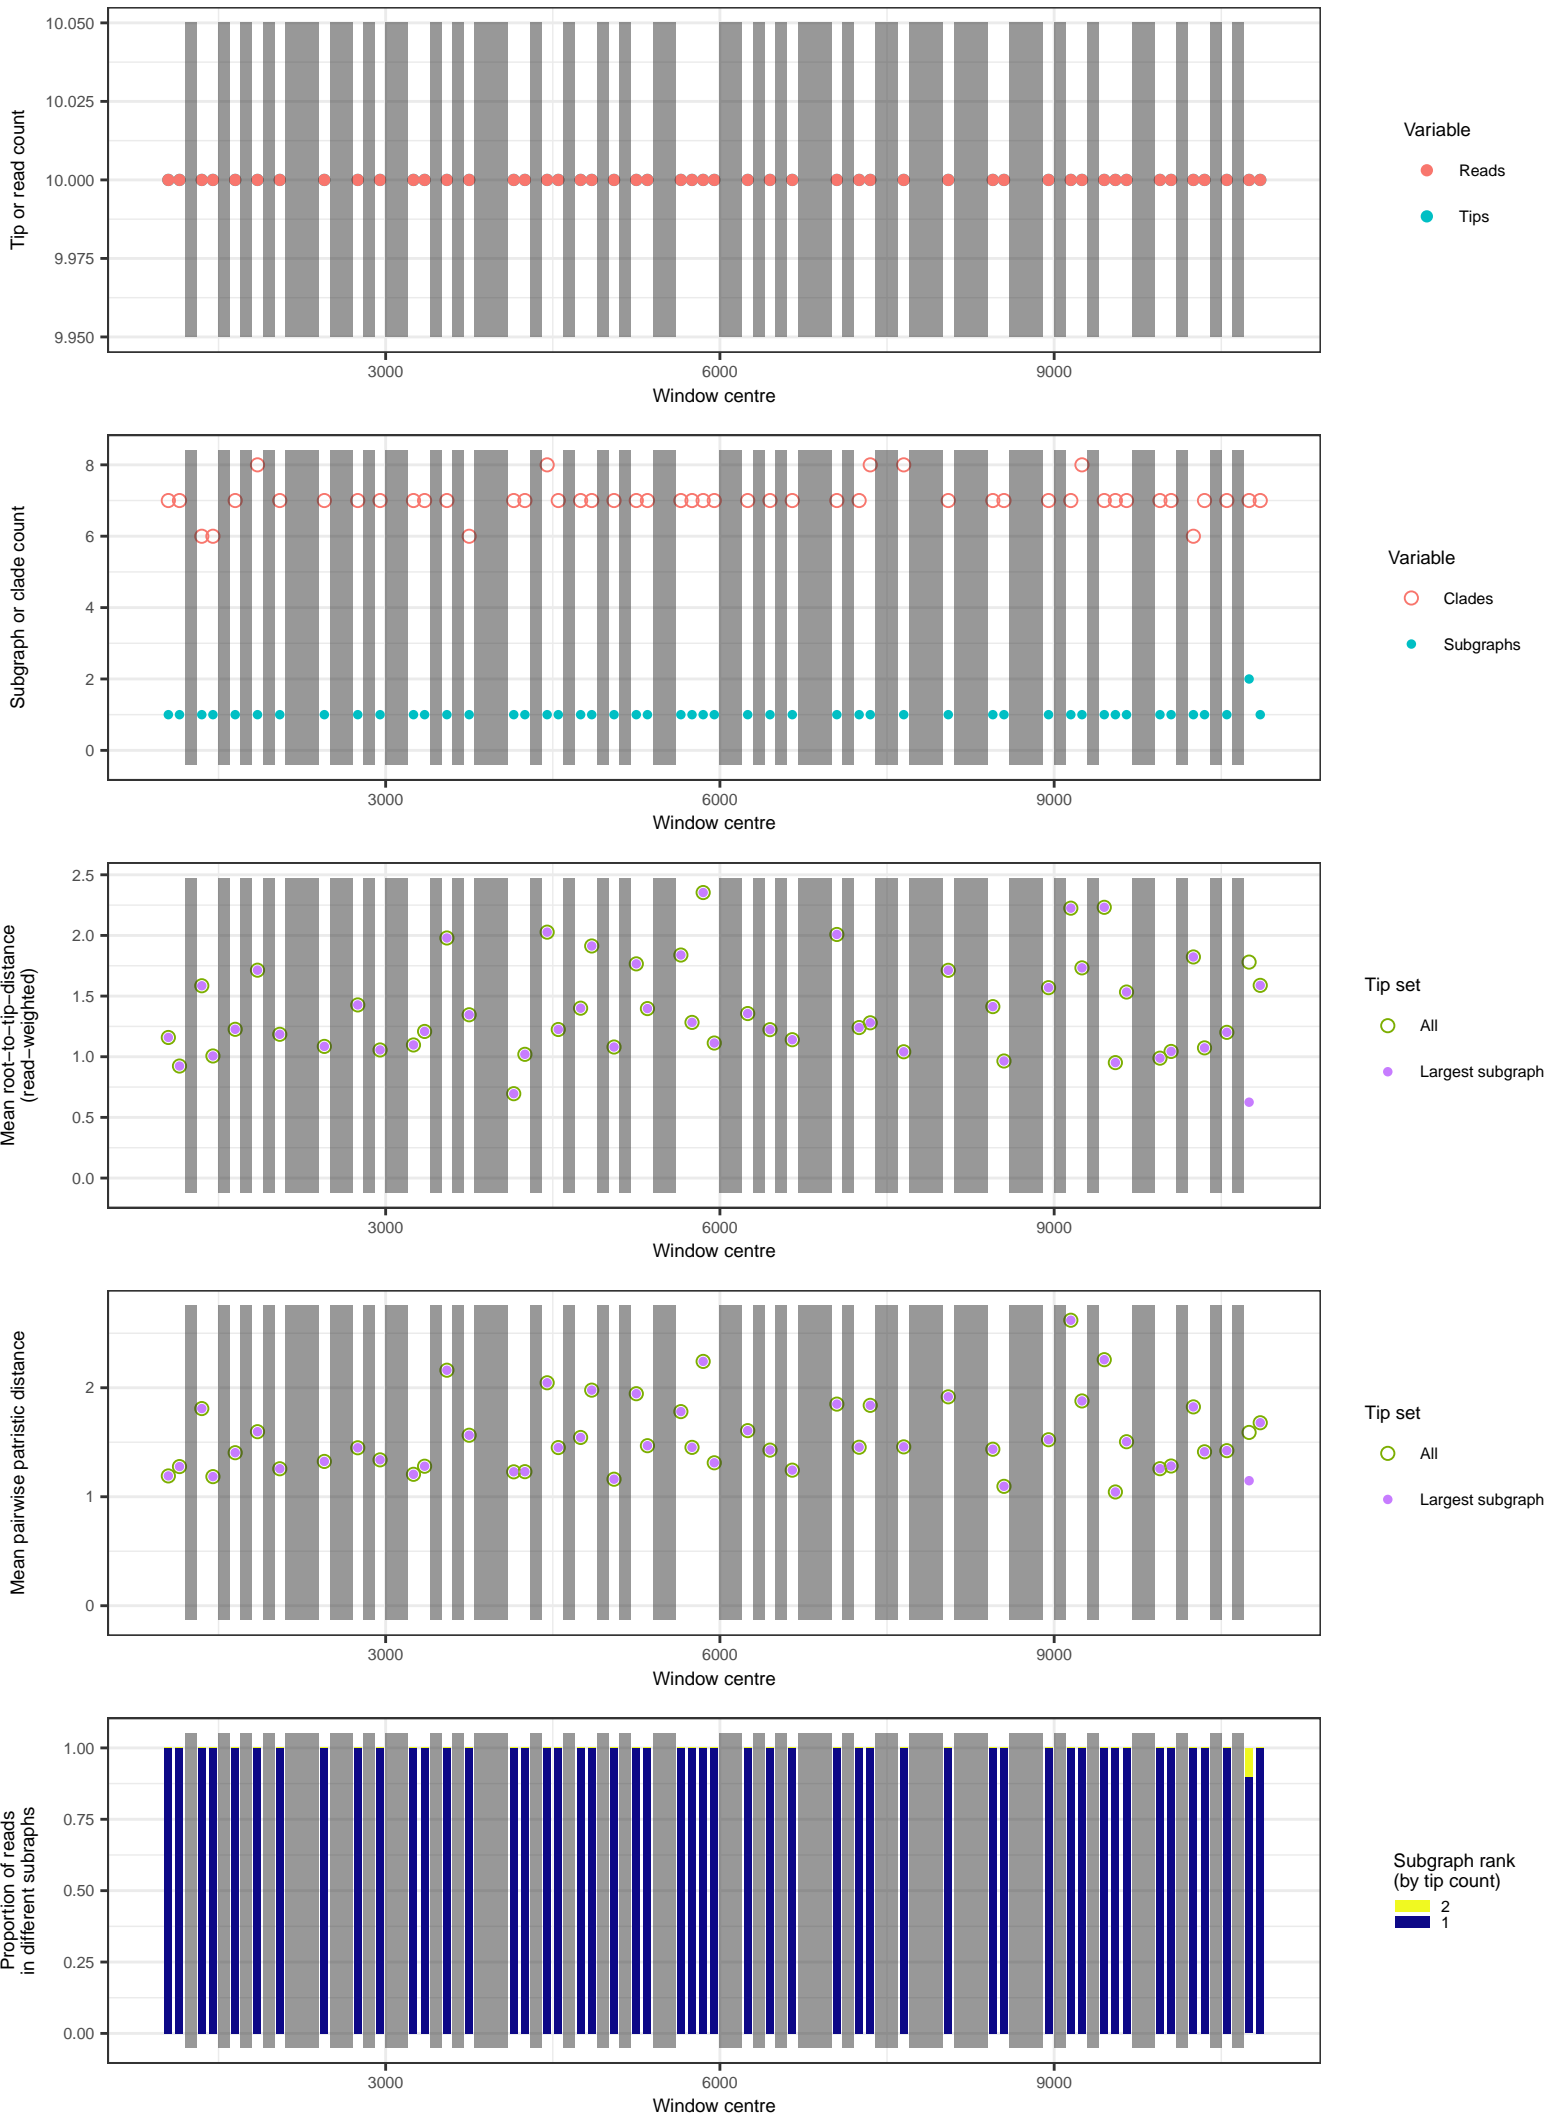 10.050
10.025
10.000
9.975
9.950
Tip or read count
3000 6000 9000
Window centre
Variable
Reads
Tips
8
6
4
2
0
Subgraph or clade count
3000 6000 9000
Window centre
Variable
Clades
Subgraphs
2.5
2.0
1.5
1.0
0.5
0.0
Mean root−to−tip−distance
(read−weighted)
3000 6000 9000
Window centre
Tip set
All
Largest subgraph
2
1
0
Mean pairwise patristic distance
3000 6000 9000
Window centre
Tip set
All
Largest subgraph
1.00
0.75
0.50
0.25
0.00
Proportion of reads
in different subraphs
3000 6000 9000
Window centre
Subgraph rank
(by tip count)
2
1